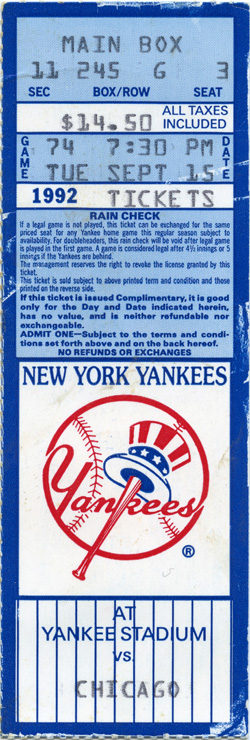 MAIN BOX
11 245 6 3
SEC BOX/ROW SEAT
$14.50 ALL TAXES INCLUDED
GAME 74 7:30 PM DATE
TUE SEPT 15
1992 TICKETS
RAIN CHECK
If a legal game is not played, this ticket can be exchanged for the same
priced seat for any Yankee home game this regular season subject to
availability. For doubleheaders, this rain check will be void after legal game
is played in the first game. A game is considered legal after 4½ innings or 5
innings if the Yankees are behind.
The management reserves the right to revoke the license granted by this
ticket.
This ticket is said subject to above printed term and condition and those
printed on the reverse side.
If this ticket is issued Complimentary, it is good
only for the Day and Date indicated herein,
has no value, and is neither refundable nor
exchangeable.
ADMIT ONE—Subject to the terms and condi-
tions set forth above and on the back hereof.
NO REFUNDS OR EXCHANGES
NEW YORK YANKEES
Yankees
®
AT
YANKEE STADIUM
vs.
CHICAGO